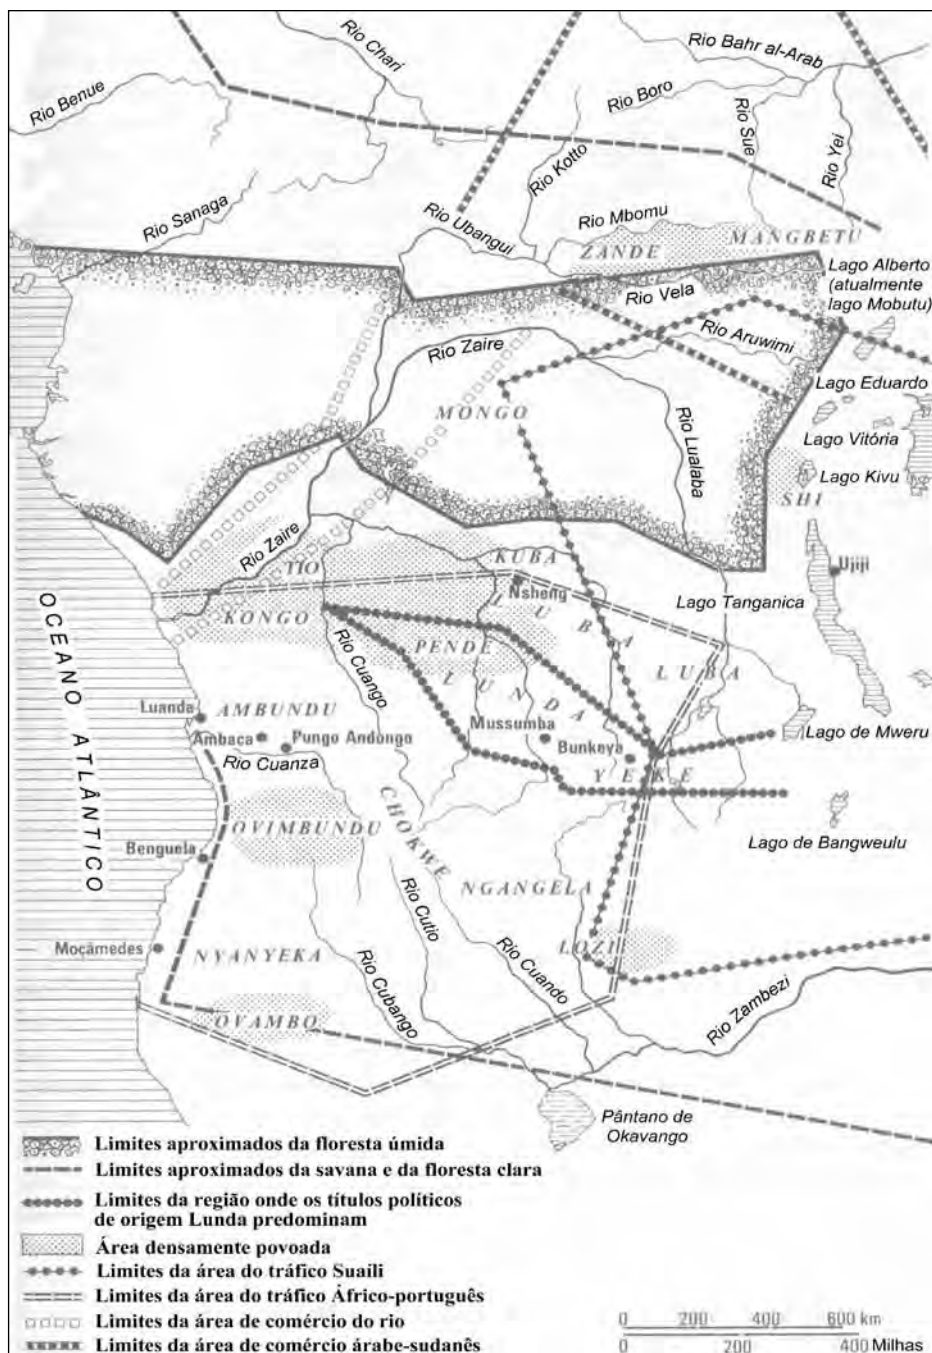 Rio Chari
Rio Bahr al-Arab
Rio Benue
Rio Boro
Rio Sue
Rio Yei
Rio Kotto
Rio Sanaga
Rio Ubangui
Rio Mbomu
ZANDE
MANGBETU
Lago Alberto
(atualmente
lago Mobutu)
Rio Vela
Rio Aruwimi
Rio Zaire
Lago Eduardo
MONGO
Rio Lualaba
Lago Vitória
Lago Kivu
SHI
Rio Zaire
TIO
KUBA
Ujiji
Nsheng
Lago Tanganica
KONGO
LUBA
Rio Cuango
PENDE
LUBA
LUNDA
OCEANO ATLÂNTICO
Luanda
AMBUNDU
Mussumba
Lago de Mweru
Ambaca
Pungo Andongo
Bunkeya
Rio Cuanza
YEKE
CHOKWE
OVIMBUNDU
Lago de Bangweulu
Benguela
NGANGELA
Rio Cutio
Moçâmedes
NYANYEKA
LOZI
Rio Cuando
Rio Cubango
Rio Zambezi
OVAMBO
Pântano de
Okavango
Limites aproximados da floresta úmida
Limites aproximados da savana e da floresta clara
Limites da região onde os títulos políticos
de origem Lunda predominam
Área densamente povoada
Limites da área do tráfico Suaíli
Limites da área do tráfico Áfrico-português
Limites da área de comércio do rio
Limites da área de comércio árabe-sudanês
0 200 400 600 km
0 200 400 Milhas